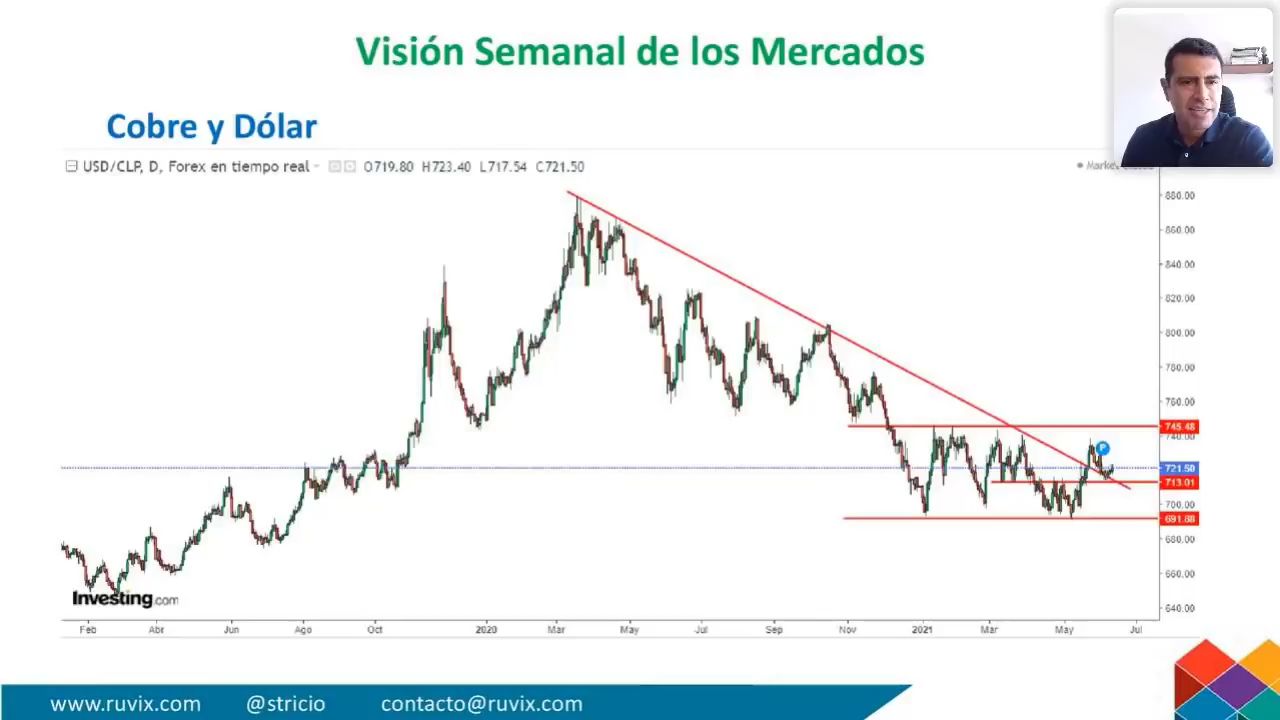 Visión Semanal de los Mercados
Cobre y Dólar
USD/CLP, D, Forex en tiempo real O719.80 H723.40 L717.54 C721.50
880.00
860.00
840.00
820.00
800.00
780.00
760.00
745.48
740.00
721.50
713.01
700.00
691.88
680.00
660.00
640.00
P
Investing.com
Feb Abr Jun Ago Oct 2020 Mar May Jul Sep Nov 2021 Mar May Jul
www.ruvix.com @stricio contacto@ruvix.com